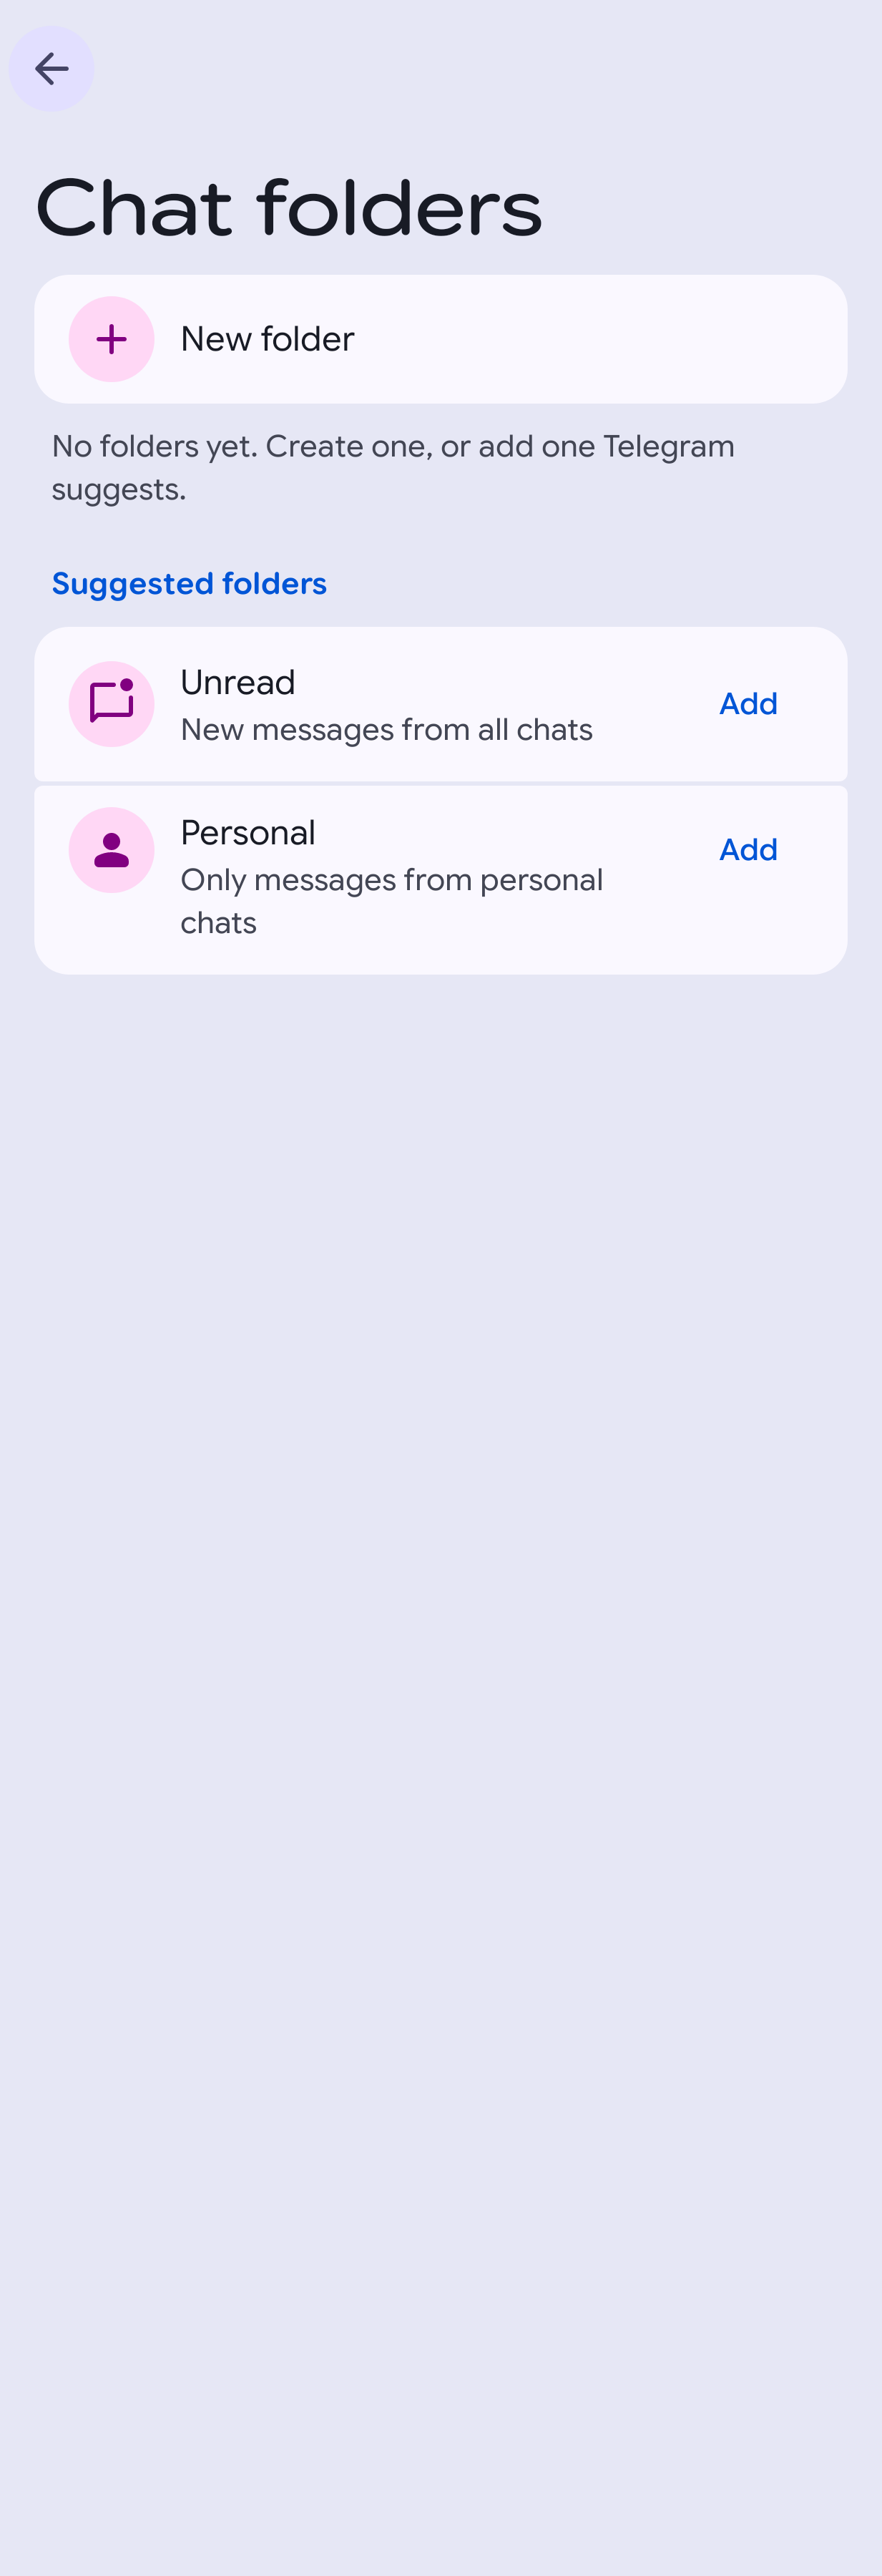 Chat folders
New folder
No folders yet. Create one, or add one Telegram
suggests.
Suggested folders
Unread
New messages from all chats
Add
Personal
Only messages from personal
chats
Add